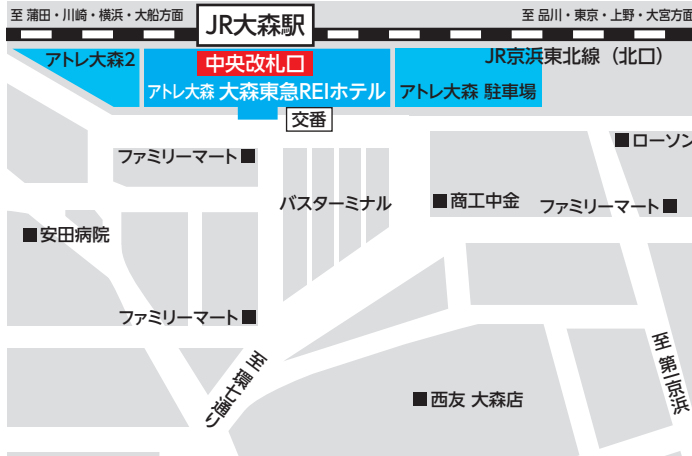 至 蒲田・川崎・横浜・大船方面
JR大森駅
至 品川・東京・上野・大宮方面
アトレ大森2
中央改札口
JR京浜東北線（北口）
アトレ大森 大森東急REIホテル
アトレ大森 駐車場
交番
ローソン
ファミリーマート
バスターミナル
商工中金
ファミリーマート
安田病院
ファミリーマート
至 環七通り
至 第一京浜
西友 大森店